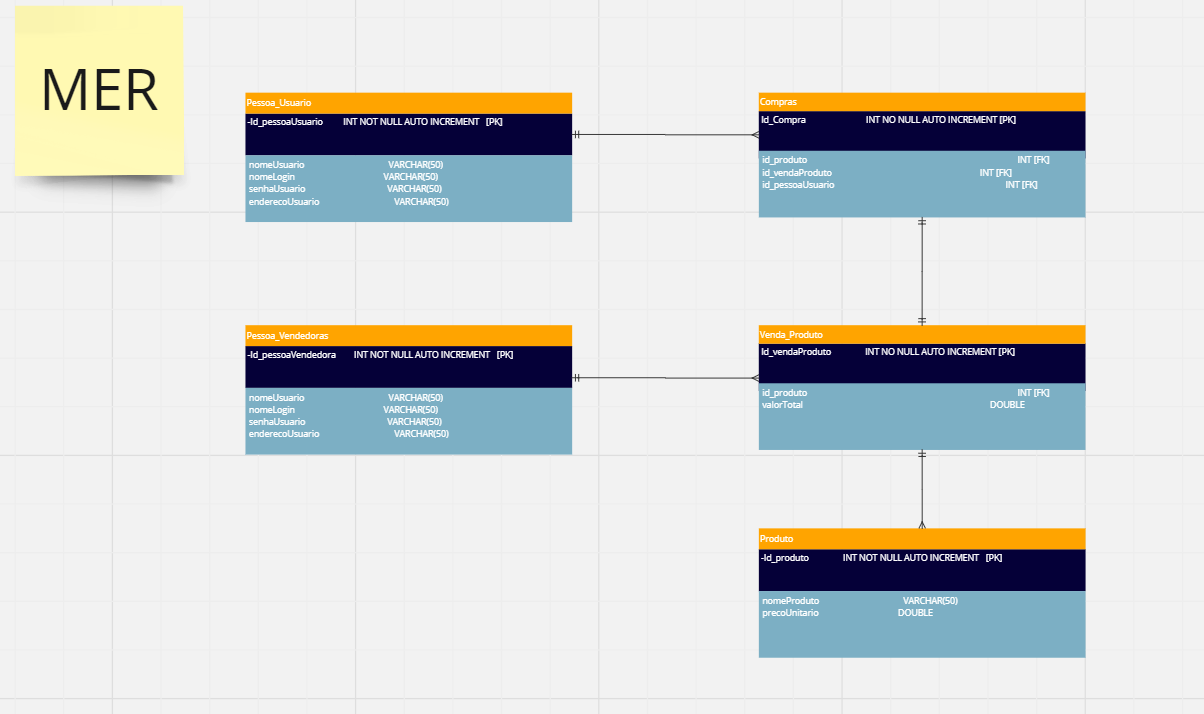 MER
Pessoa_Usuario
-Id_pessoaUsuario INT NOT NULL AUTO INCREMENT [PK]
nomeUsuario VARCHAR(50)
nomeLogin VARCHAR(50)
senhaUsuario VARCHAR(50)
enderecoUsuario VARCHAR(50)
Compras
Id_Compra INT NO NULL AUTO INCREMENT [PK]
id_produto INT [FK]
id_vendaProduto INT [FK]
id_pessoaUsuario INT [FK]
Pessoa_Vendedoras
-Id_pessoaVendedora INT NOT NULL AUTO INCREMENT [PK]
nomeUsuario VARCHAR(50)
nomeLogin VARCHAR(50)
senhaUsuario VARCHAR(50)
enderecoUsuario VARCHAR(50)
Venda_Produto
Id_vendaProduto INT NO NULL AUTO INCREMENT [PK]
id_produto INT [FK]
valorTotal DOUBLE
Produto
-Id_produto INT NOT NULL AUTO INCREMENT [PK]
nomeProduto VARCHAR(50)
precoUnitario DOUBLE